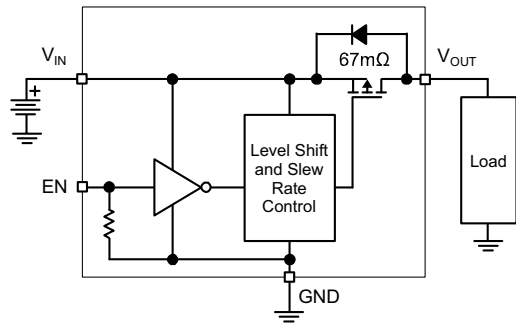 67mΩ
V_IN
V_OUT
+
Level Shift
and Slew
Rate
Control
Load
EN
GND